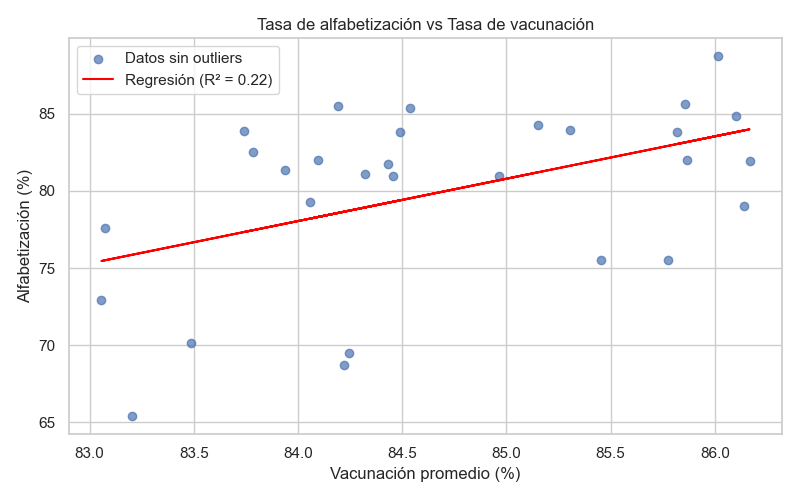 Tasa de alfabetización vs Tasa de vacunación
Datos sin outliers
Regresión (R² = 0.22)
Alfabetización (%)
85
80
75
70
65
83.0 83.5 84.0 84.5 85.0 85.5 86.0
Vacunación promedio (%)